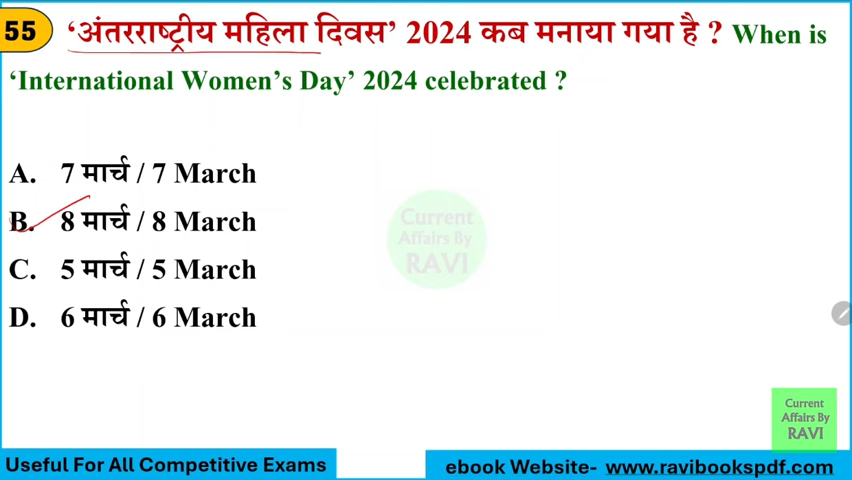 55
‘अंतरराष्ट्रीय महिला दिवस’ 2024 कब मनाया गया है ? When is
‘International Women’s Day’ 2024 celebrated ?
A. 7 मार्च / 7 March
B. 8 मार्च / 8 March
C. 5 मार्च / 5 March
D. 6 मार्च / 6 March
Current
Affairs By
RAVI
Current
Affairs By
RAVI
Useful For All Competitive Exams
ebook Website- www.ravibookspdf.com